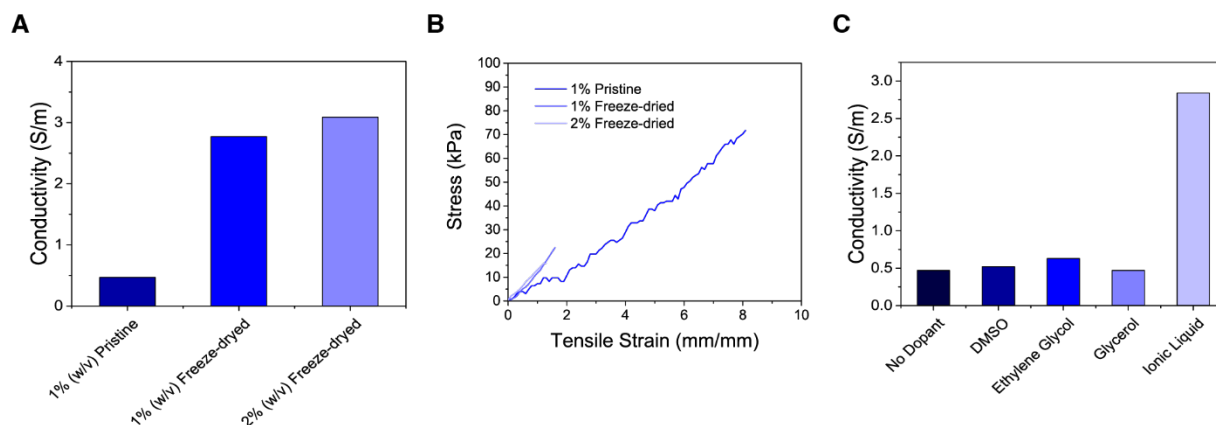 A
Conductivity (S/m)
4
3
2
1
0
1% (w/v) Pristine
1% (w/v) Freeze-dryed
2% (w/v) Freeze-dryed
B
Stress (kPa)
100
90
80
70
60
50
40
30
20
10
0
1% Pristine
1% Freeze-dried
2% Freeze-dried
0 2 4 6 8 10
Tensile Strain (mm/mm)
C
Conductivity (S/m)
3.0
2.5
2.0
1.5
1.0
0.5
0.0
No Dopant
DMSO
Ethylene Glycol
Glycerol
Ionic Liquid